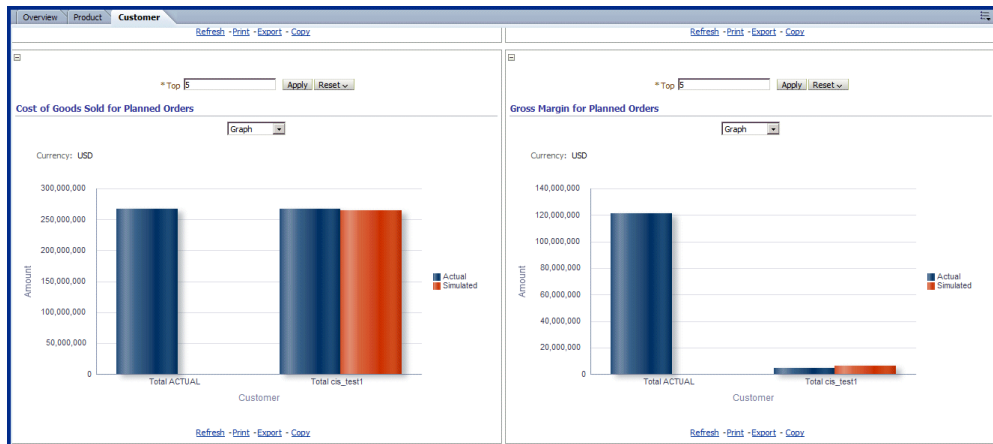 Overview Product Customer
Refresh - Print - Export - Copy
Refresh - Print - Export - Copy
* Top 5 Apply Reset
Cost of Goods Sold for Planned Orders
Graph
Currency: USD
300,000,000
250,000,000
200,000,000
150,000,000
100,000,000
50,000,000
0
Amount
Total ACTUAL Total cis_test1
Customer
Actual
Simulated
Refresh - Print - Export - Copy
* Top 5 Apply Reset
Gross Margin for Planned Orders
Graph
Currency: USD
140,000,000
120,000,000
100,000,000
80,000,000
60,000,000
40,000,000
20,000,000
0
Amount
Total ACTUAL Total cis_test1
Customer
Actual
Simulated
Refresh - Print - Export - Copy